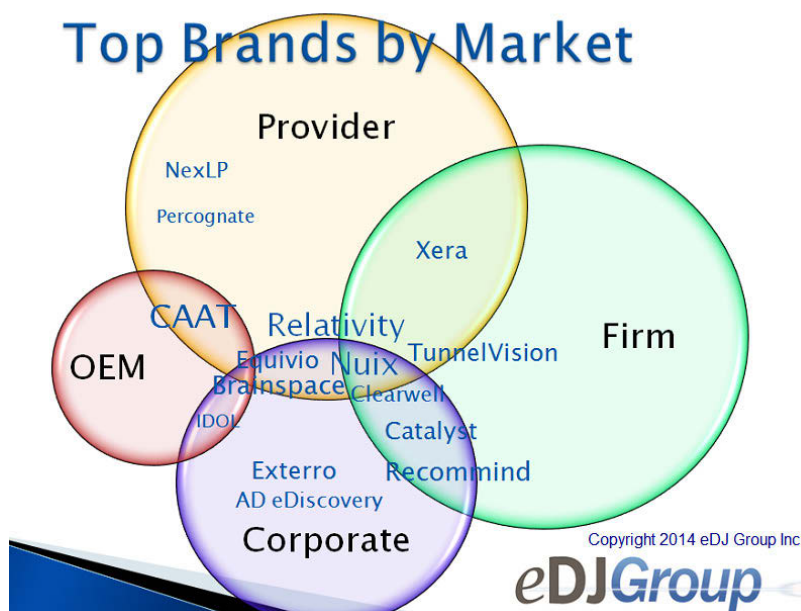 Top Brands by Market
Provider
NexLP
Percognate
Xera
CAAT
Relativity
Firm
OEM
Equivio
Nuix
TunnelVision
Brainspace
Clearwell
IDOL
Catalyst
Exterro
Recommind
AD eDiscovery
Corporate
Copyright 2014 eDJ Group Inc
eDJGroup